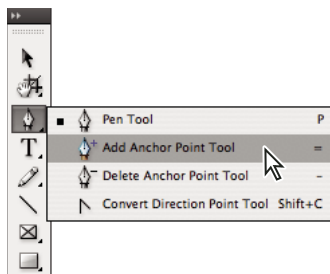 Pen Tool P
Add Anchor Point Tool =
Delete Anchor Point Tool -
Convert Direction Point Tool Shift+C
T